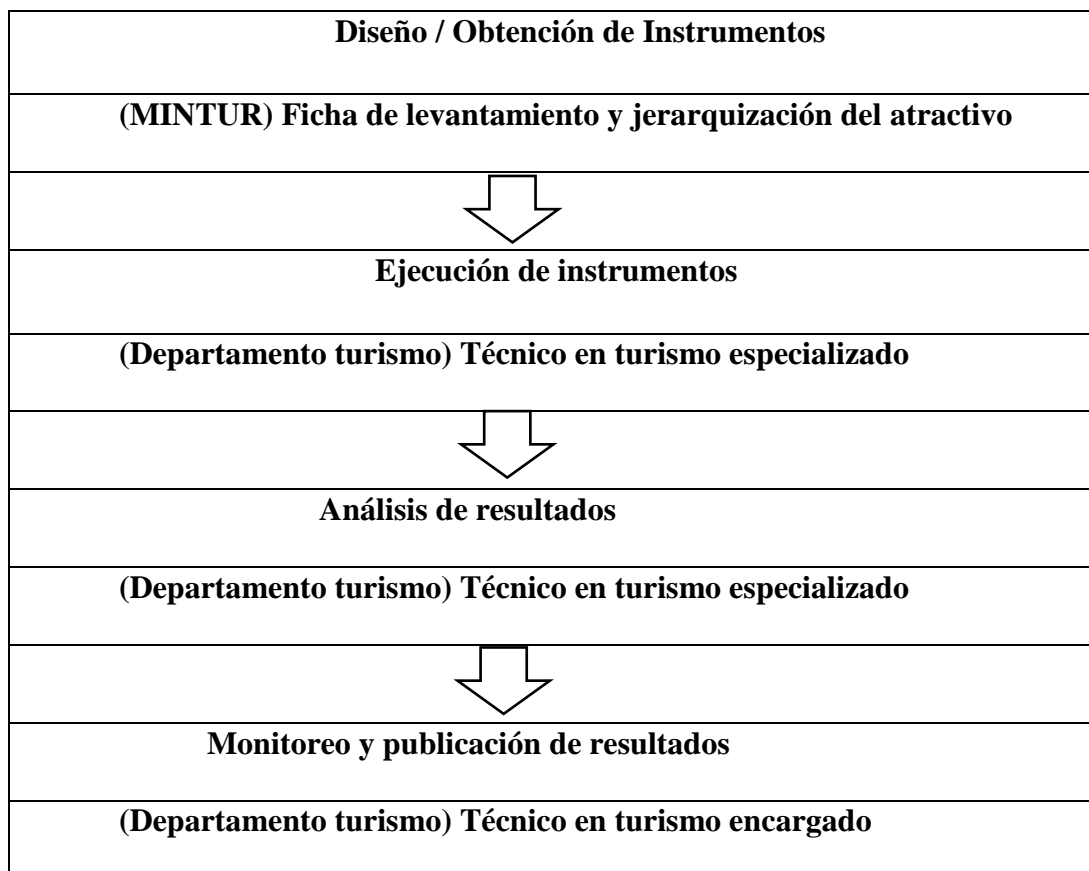 Diseño / Obtención de Instrumentos
(MINTUR) Ficha de levantamiento y jerarquización del atractivo
Ejecución de instrumentos
(Departamento turismo) Técnico en turismo especializado
Análisis de resultados
(Departamento turismo) Técnico en turismo especializado
Monitoreo y publicación de resultados
(Departamento turismo) Técnico en turismo encargado